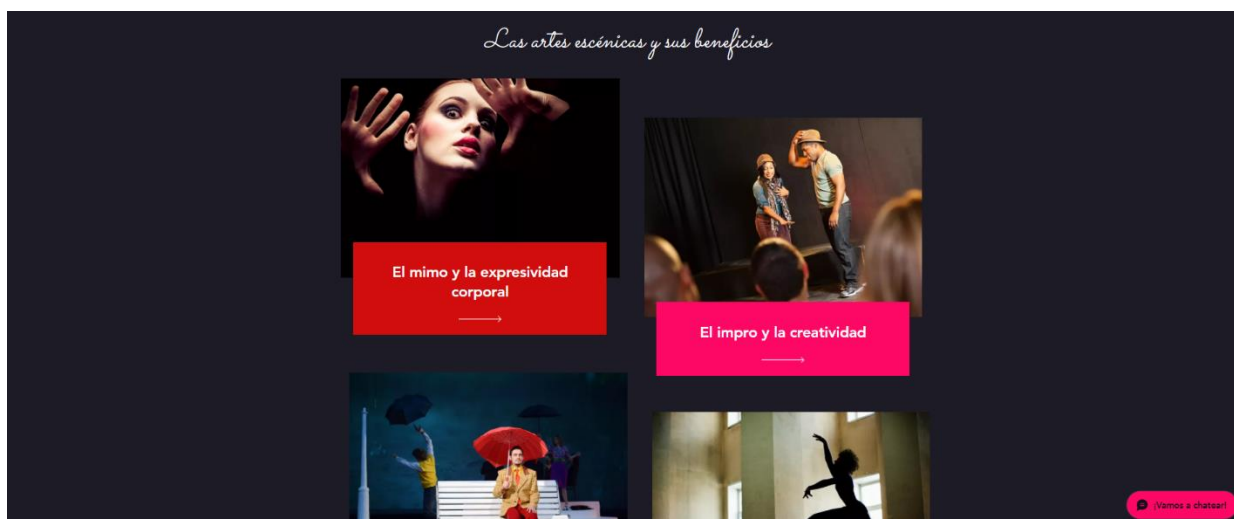 Las artes escénicas y sus beneficios
El mimo y la expresividad
corporal
El impro y la creatividad
¡Vamos a chatear!